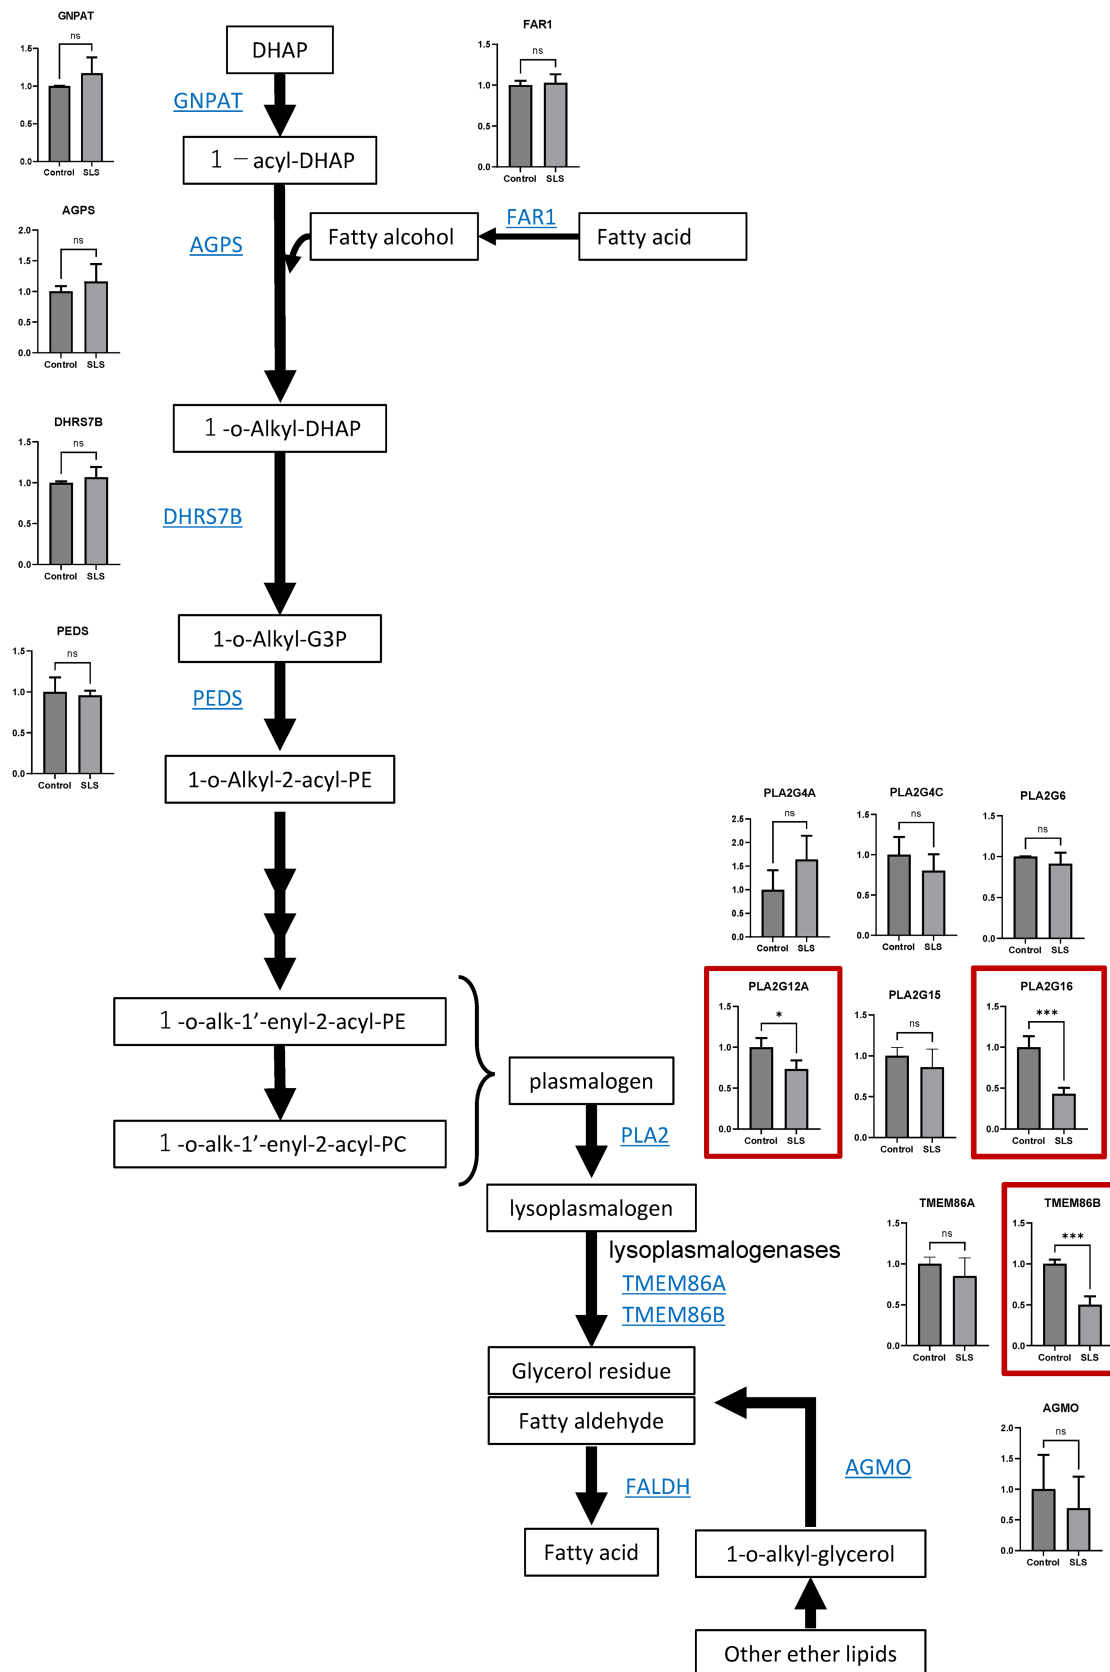 GNPAT
ns
1.5
1.0
0.5
0.0
Control SLS
DHAP
GNPAT
1－acyl-DHAP
FAR1
ns
1.5
1.0
0.5
0.0
Control SLS
AGPS
ns
2.0
1.5
1.0
0.5
0.0
Control SLS
AGPS
Fatty alcohol
FAR1
Fatty acid
1-o-Alkyl-DHAP
DHRS7B
ns
1.5
1.0
0.5
0.0
Control SLS
DHRS7B
1-o-Alkyl-G3P
PEDS
ns
1.5
1.0
0.5
0.0
Control SLS
PEDS
1-o-Alkyl-2-acyl-PE
PLA2G4A
ns
2.5
2.0
1.5
1.0
0.5
0.0
Control SLS
PLA2G4C
ns
1.5
1.0
0.5
0.0
Control SLS
PLA2G6
ns
1.5
1.0
0.5
0.0
Control SLS
PLA2G12A
*
1.5
1.0
0.5
0.0
Control SLS
PLA2G15
ns
1.5
1.0
0.5
0.0
Control SLS
PLA2G16
***
1.5
1.0
0.5
0.0
Control SLS
1-o-alk-1’-enyl-2-acyl-PE
1-o-alk-1’-enyl-2-acyl-PC
plasmalogen
PLA2
lysoplasmalogen
lysoplasmalogenases
TMEM86A
TMEM86B
TMEM86A
ns
1.5
1.0
0.5
0.0
Control SLS
TMEM86B
***
1.5
1.0
0.5
0.0
Control SLS
Glycerol residue
Fatty aldehyde
FALDH
Fatty acid
AGMO
1-o-alkyl-glycerol
Other ether lipids
AGMO
ns
2.0
1.5
1.0
0.5
0.0
Control SLS